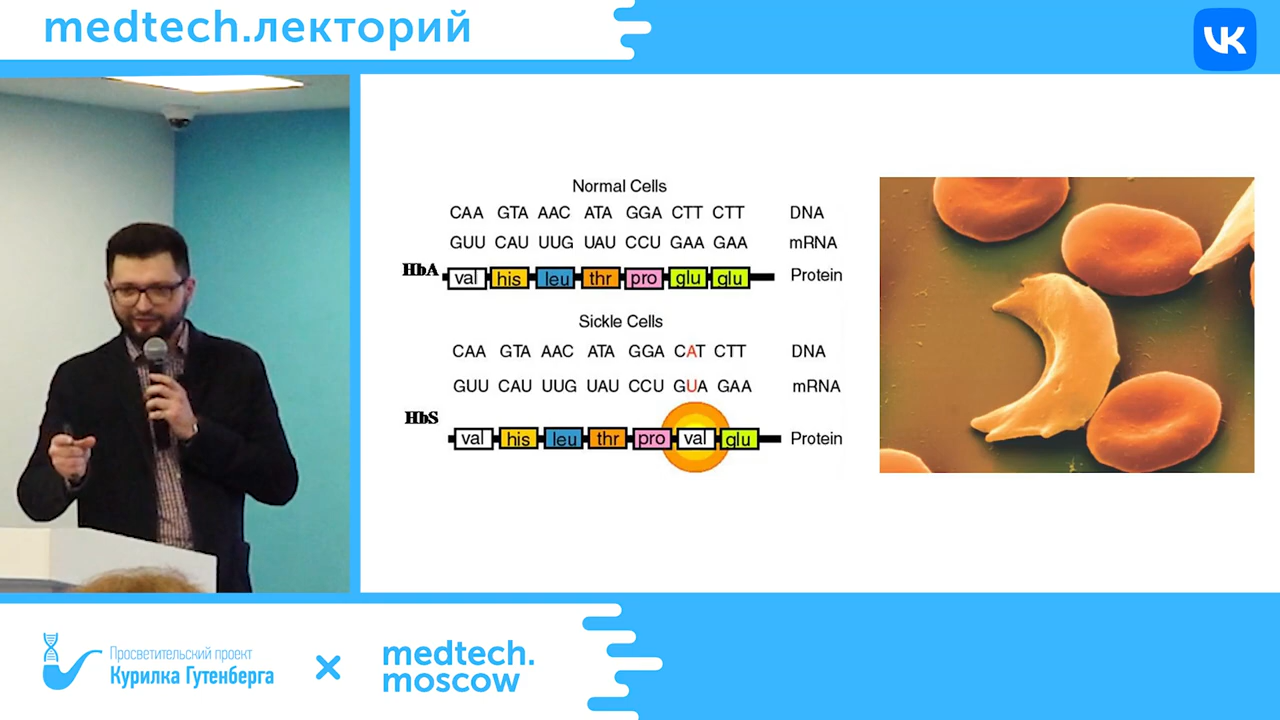 medtech.лекторий
VK
Normal Cells
CAA GTA AAC ATA GGA CTT CTT DNA
GUU CAU UUG UAU CCU GAA GAA mRNA
HbA val his leu thr pro glu glu Protein
Sickle Cells
CAA GTA AAC ATA GGA CAT CTT DNA
GUU CAU UUG UAU CCU GUA GAA mRNA
HbS val his leu thr pro val glu Protein
Просветительский проект
Курилка Гутенберга
×
medtech.
moscow